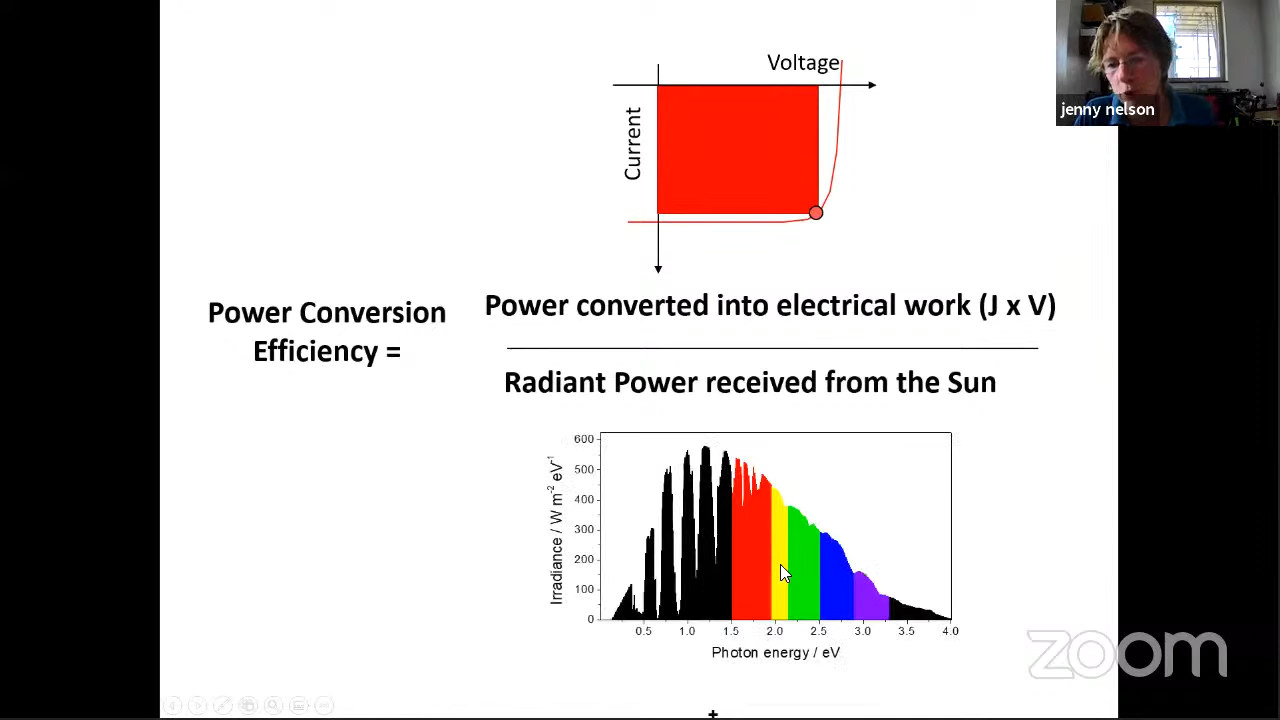 jenny nelson
Voltage
Current
Power Conversion
Efficiency =
Power converted into electrical work (J x V)
Radiant Power received from the Sun
600
500
400
300
200
100
0
Irradiance / W m⁻² eV⁻¹
0.5 1.0 1.5 2.0 2.5 3.0 3.5 4.0
Photon energy / eV
zoom